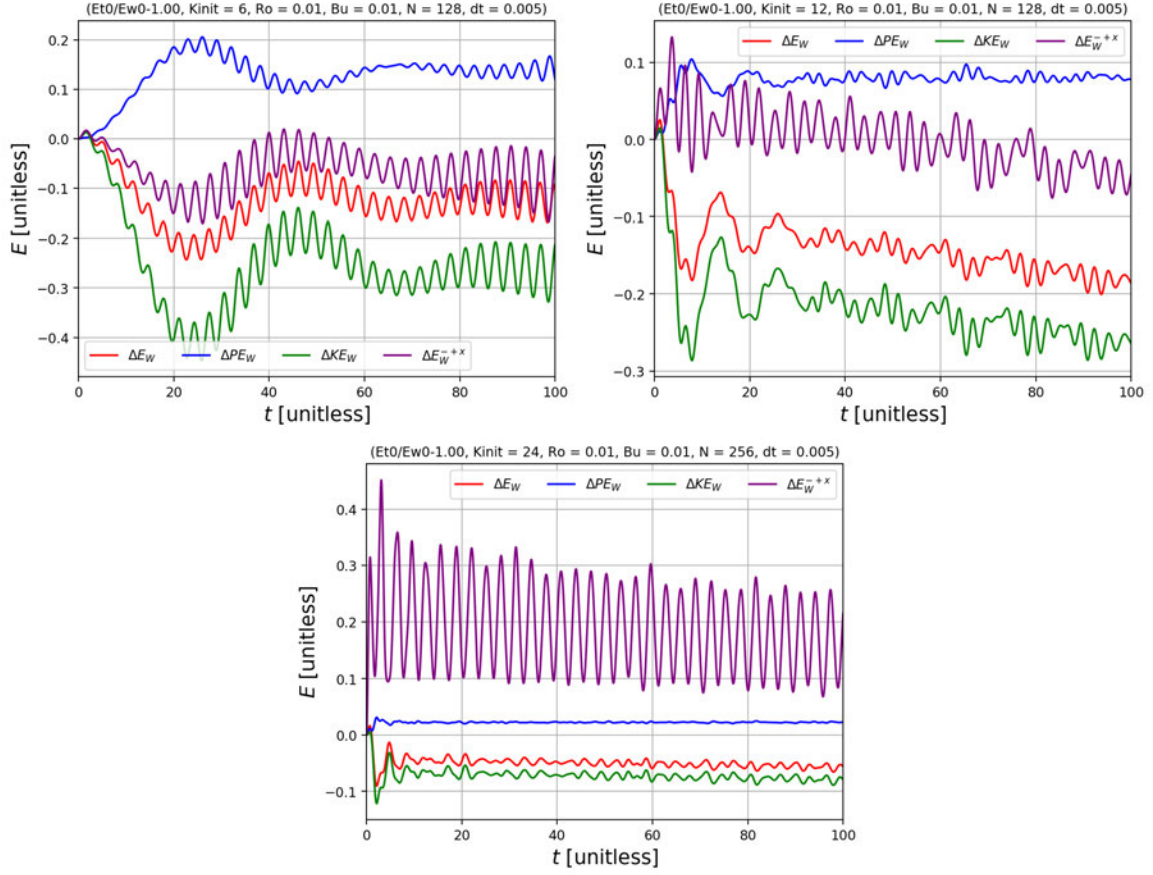 (Et0/Ew0-1.00, Kinit = 6, Ro = 0.01, Bu = 0.01, N = 128, dt = 0.005)
0.2
0.1
0.0
−0.1
−0.2
−0.3
−0.4
E [unitless]
ΔE_W ΔPE_W ΔKE_W ΔE_W^{−+x}
0 20 40 60 80 100
t [unitless]
(Et0/Ew0-1.00, Kinit = 12, Ro = 0.01, Bu = 0.01, N = 128, dt = 0.005)
ΔE_W ΔPE_W ΔKE_W ΔE_W^{−+x}
0.1
0.0
−0.1
−0.2
−0.3
E [unitless]
0 20 40 60 80 100
t [unitless]
(Et0/Ew0-1.00, Kinit = 24, Ro = 0.01, Bu = 0.01, N = 256, dt = 0.005)
ΔE_W ΔPE_W ΔKE_W ΔE_W^{−+x}
0.4
0.3
0.2
0.1
0.0
−0.1
E [unitless]
0 20 40 60 80 100
t [unitless]